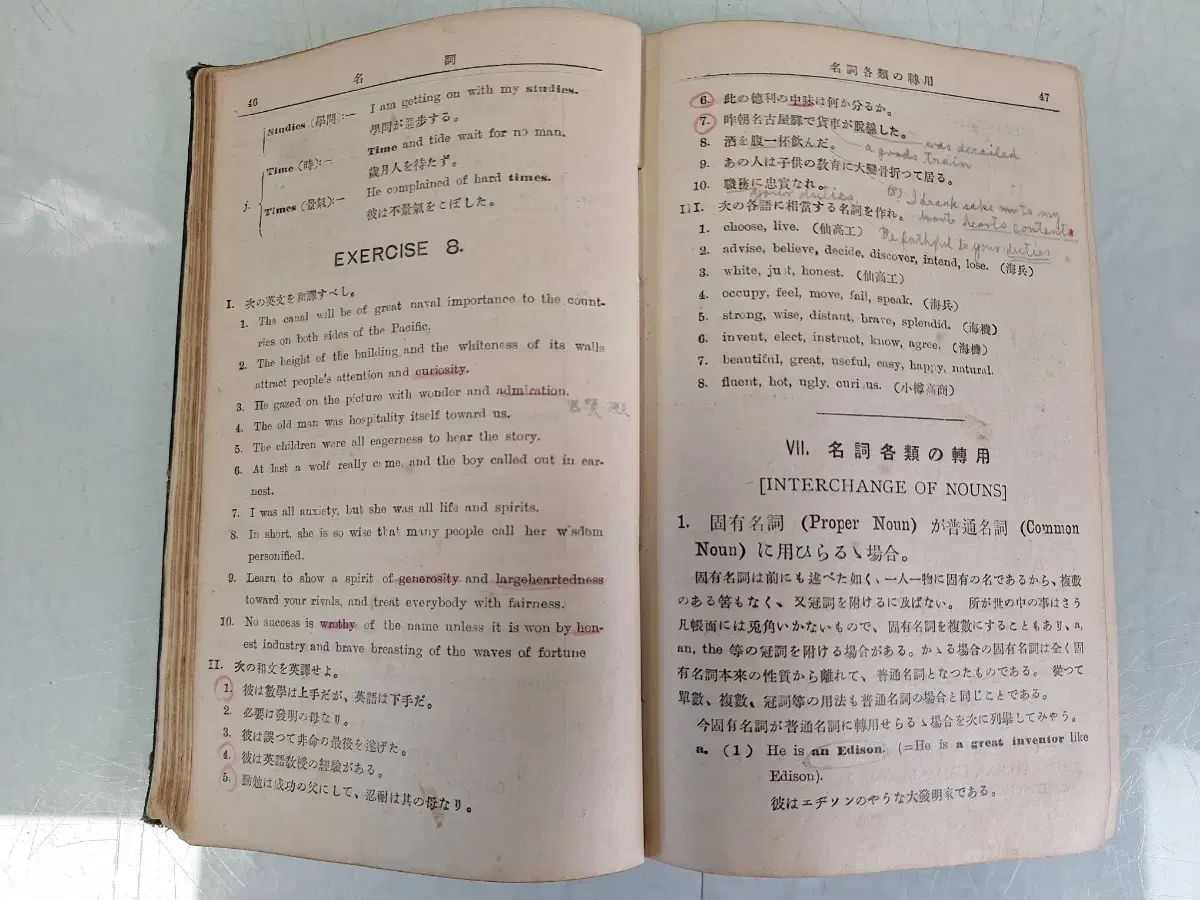 46
名詞
j.
Studies (學問):—
I am getting on with my studies.
學問が進步する。
Time (時):—
Time and tide wait for no man.
歲月人を待たず。
Times (景氣):—
He complained of hard times.
彼は不景氣をこぼした。
EXERCISE 8.
I. 次の英文を和譯すべし。
1. The canal will be of great naval importance to the count-
ries on both sides of the Pacific.
2. The height of the building and the whiteness of its walls
attract people's attention and curiosity.
3. He gazed on the picture with wonder and admiration.
4. The old man was hospitality itself toward us.
5. The children were all eagerness to hear the story.
6. At last a wolf really came, and the boy called out in ear-
nest.
7. I was all anxiety, but she was all life and spirits.
8. In short, she is so wise that many people call her wisdom
personified.
9. Learn to show a spirit of generosity and largeheartedness
toward your rivals, and treat everybody with fairness.
10. No success is wrothy of the name unless it is won by hon-
est industry and brave breasting of the waves of fortune
II. 次の和文を英譯せよ。
1. 彼は數學は上手だが、英語は下手だ。
2. 必要は發明の母なり。
3. 彼は誤つて非命の最後を遂げた。
4. 彼は英語敎授の經驗がある。
5. 勤勉は成功の父にして、忍耐は其の母なり。
名詞各類の轉用
47
6. 此の德利の中味は何か分るか。
7. 昨朝名古屋驛で貨車が脫線した。
was derailed
8. 酒を腹一杯飮んだ。
a goods train
9. あの人は子供の敎育に大變骨折つて居る。
10. 職務に忠實なれ。
your duties
(8) I drank sake to my
hearts content
III. 次の各語に相當する名詞を作れ。
1. choose, live. (仙高工)
Be faithful to your duties
2. advise, believe, decide, discover, intend, lose. (海兵)
3. white, just, honest. (仙高工)
4. occupy, feel, move, fail, speak. (海兵)
5. strong, wise, distant, brave, splendid. (海機)
6. invent, elect, instruct, know, agree. (海機)
7. beautiful, great, useful, easy, happy, natural.
8. fluent, hot, ugly, curious. (小樽高商)
VII. 名詞各類の轉用
[INTERCHANGE OF NOUNS]
1. 固有名詞 (Proper Noun) が普通名詞 (Common
Noun) に用ひらるゝ場合。
固有名詞は前にも述べた如く、一人一物に固有の名であるから、複數
のある筈もなく、又冠詞を附けるに及ばない。所が世の中の事はさう
凡帳面には兎角いかないもので、固有名詞を複數にすることもあり、a,
an, the 等の冠詞を附ける場合がある。かゝる場合の固有名詞は全く固
有名詞本來の性質から離れて、普通名詞となつたものである。從つて
單數、複數、冠詞等の用法も普通名詞の場合と同じことである。
今固有名詞が普通名詞に轉用せらるゝ場合を次に列擧してみやう。
a. (1) He is an Edison. (=He is a great inventor like
Edison).
彼はエヂソンのやうな大發明家である。